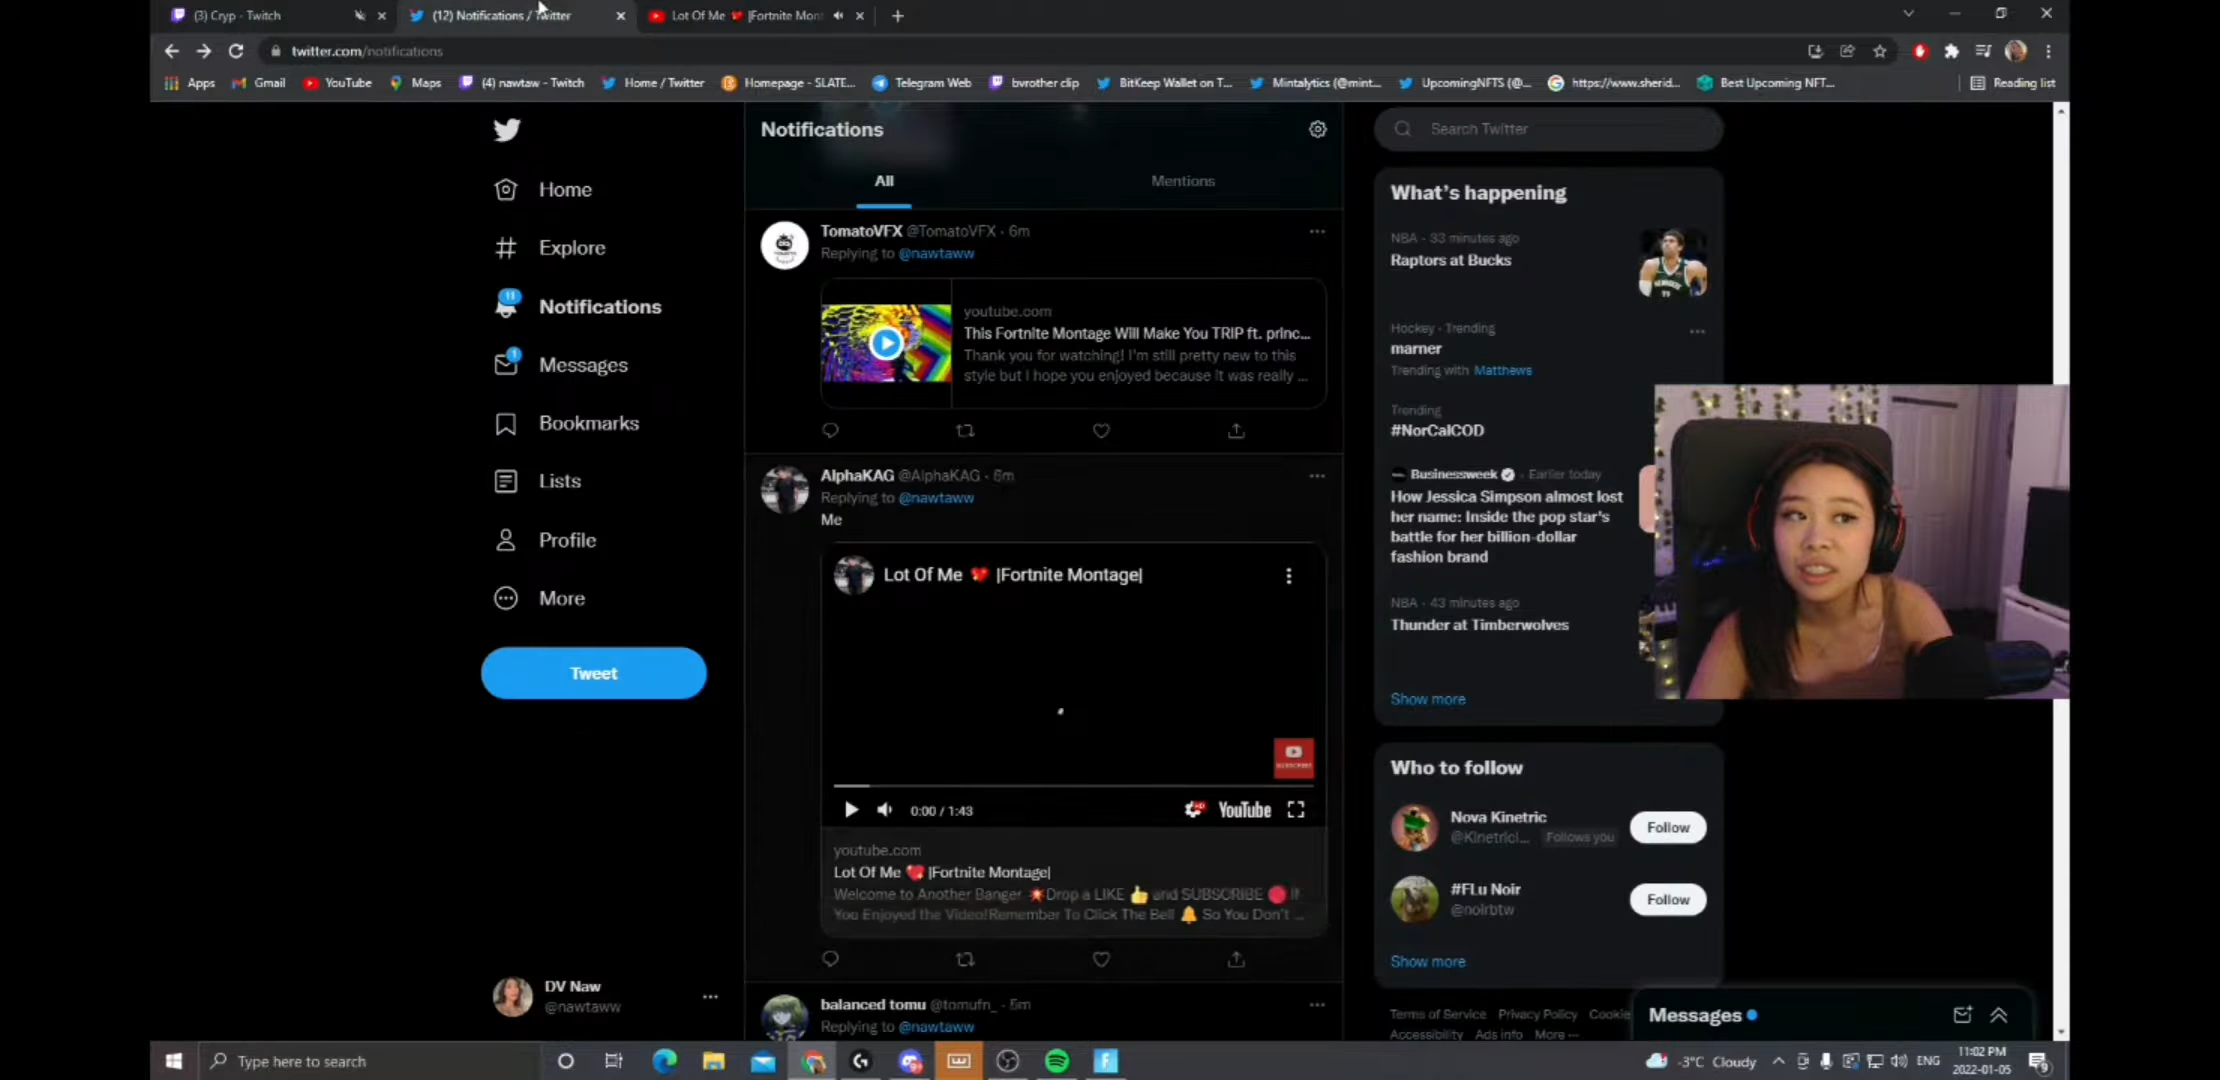 (3) Cryp - Twitch
(12) Notifications / Twitter
Lot Of Me 💘 |Fortnite Mon
twitter.com/notifications
Apps Gmail YouTube Maps (4) nawtaw - Twitch Home / Twitter Homepage - SLATE... Telegram Web bvrother clip BitKeep Wallet on T... Mintalytics (@mint... UpcomingNFTS (@... https://www.sherid... Best Upcoming NFT... Reading list
Home
Explore
11
Notifications
1
Messages
Bookmarks
Lists
Profile
More
Tweet
DV Naw
@nawtaww
Notifications
All Mentions
TomatoVFX @TomatoVFX · 6m
Replying to @nawtaww
youtube.com
This Fortnite Montage Will Make You TRIP ft. princ...
Thank you for watching! I'm still pretty new to this
style but I hope you enjoyed because it was really ...
AlphaKAG @AlphaKAG · 6m
Replying to @nawtaww
Me
Lot Of Me 💘 |Fortnite Montage|
SUBSCRIBE
0:00 / 1:43
YouTube
youtube.com
Lot Of Me 💘 |Fortnite Montage|
Welcome to Another Banger 💥Drop a LIKE 👍 and SUBSCRIBE 🔴 If
You Enjoyed the Video!Remember To Click The Bell 🔔 So You Don't ...
balanced tomu @tomufn_ · 5m
Replying to @nawtaww
Search Twitter
What's happening
NBA · 33 minutes ago
Raptors at Bucks
Hockey · Trending
marner
Trending with Matthews
Trending
#NorCalCOD
Businessweek · Earlier today
How Jessica Simpson almost lost
her name: Inside the pop star's
battle for her billion-dollar
fashion brand
NBA · 43 minutes ago
Thunder at Timberwolves
Show more
Who to follow
Nova Kinetric
@Kinetricl... Follows you
Follow
#FLu Noir
@noirbtw
Follow
Show more
Terms of Service Privacy Policy Cookie
Accessibility Ads info More ···
Messages
Type here to search
-3°C Cloudy
ENG
11:02 PM
2022-01-05